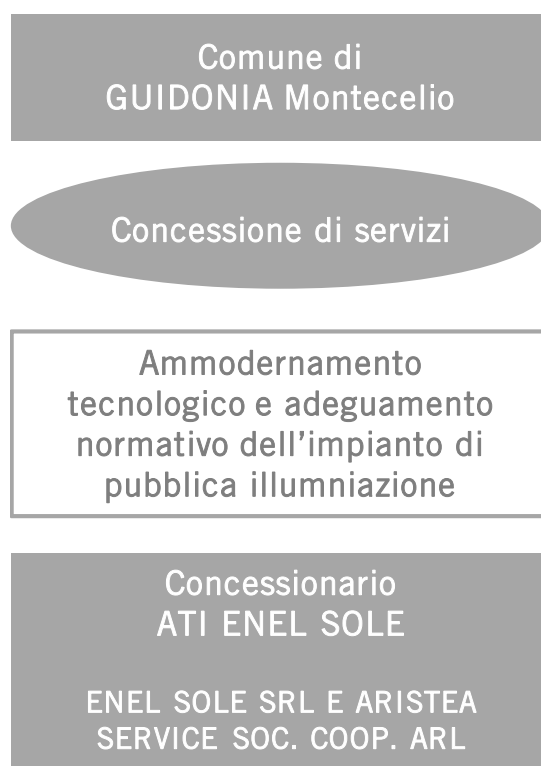 Comune di
GUIDONIA Montecelio
Concessione di servizi
Ammodernamento
tecnologico e adeguamento
normativo dell’impianto di
pubblica illumniazione
Concessionario
ATI ENEL SOLE
ENEL SOLE SRL E ARISTEA
SERVICE SOC. COOP. ARL